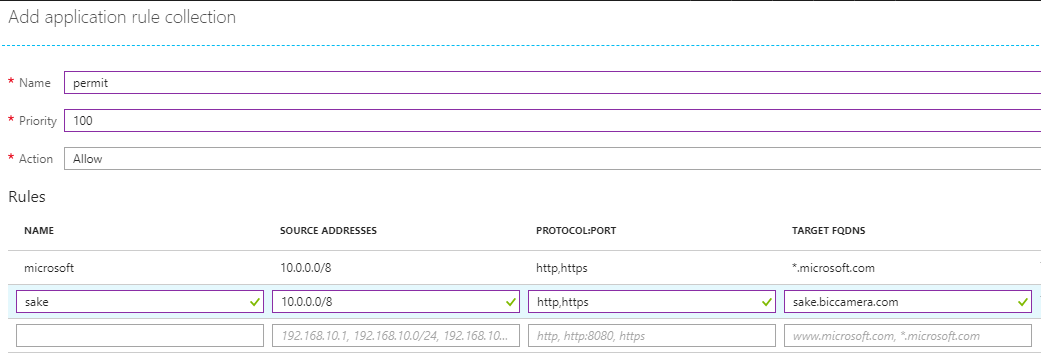 Add application rule collection
* Name permit
* Priority 100
* Action Allow
Rules
NAME SOURCE ADDRESSES PROTOCOL:PORT TARGET FQDNS
microsoft 10.0.0.0/8 http,https *.microsoft.com
sake 10.0.0.0/8 http,https sake.biccamera.com
192.168.10.1, 192.168.10.0/24, 192.168.10... http, http:8080, https www.microsoft.com, *.microsoft.com